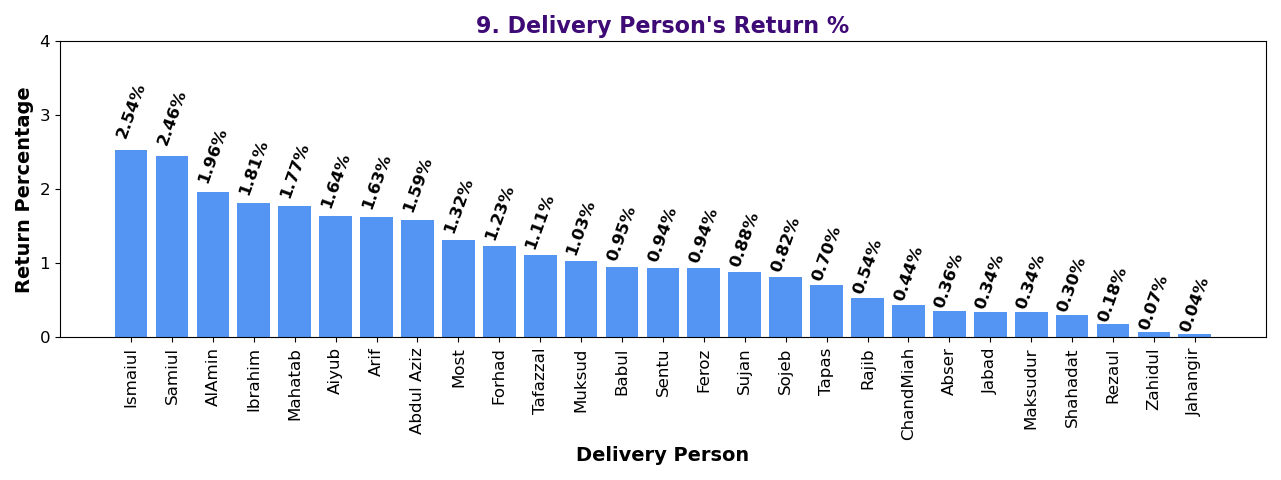 9. Delivery Person's Return %
Return Percentage
4
3
2
1
0
2.54%
2.46%
1.96%
1.81%
1.77%
1.64%
1.63%
1.59%
1.32%
1.23%
1.11%
1.03%
0.95%
0.94%
0.94%
0.88%
0.82%
0.70%
0.54%
0.44%
0.36%
0.34%
0.34%
0.30%
0.18%
0.07%
0.04%
Ismaiul
Samiul
AlAmin
Ibrahim
Mahatab
Aiyub
Arif
Abdul Aziz
Most
Forhad
Tafazzal
Muksud
Babul
Sentu
Feroz
Sujan
Sojeb
Tapas
Rajib
ChandMiah
Abser
Jabad
Maksudur
Shahadat
Rezaul
Zahidul
Jahangir
Delivery Person